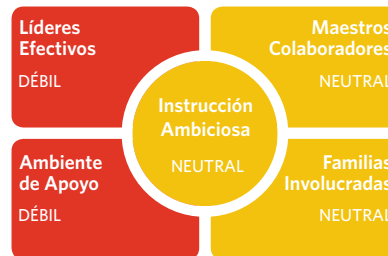 Líderes
Efectivos
DÉBIL
Maestros
Colaboradores
NEUTRAL
Instrucción
Ambiciosa
NEUTRAL
Ambiente
de Apoyo
DÉBIL
Familias
Involucradas
NEUTRAL